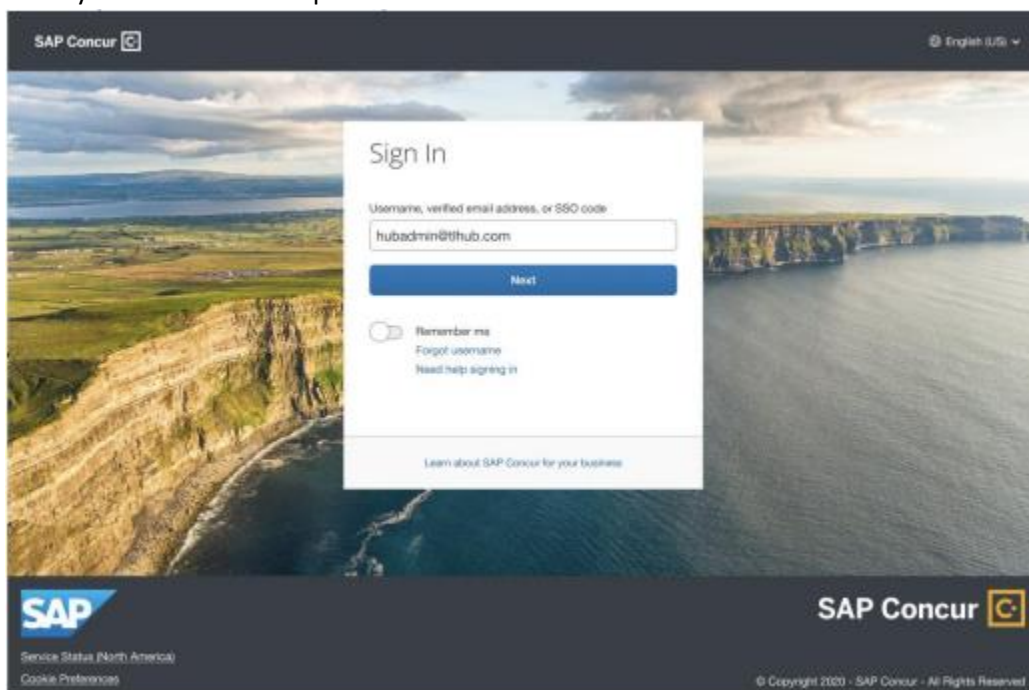 SAP Concur
English (US)
Sign In
Username, verified email address, or SSO code
hubadmin@tlhub.com
Next
Remember me
Forgot username
Need help signing in
Learn about SAP Concur for your business
SAP
SAP Concur
Service Status (North America)
Cookie Preferences
© Copyright 2020 - SAP Concur - All Rights Reserved